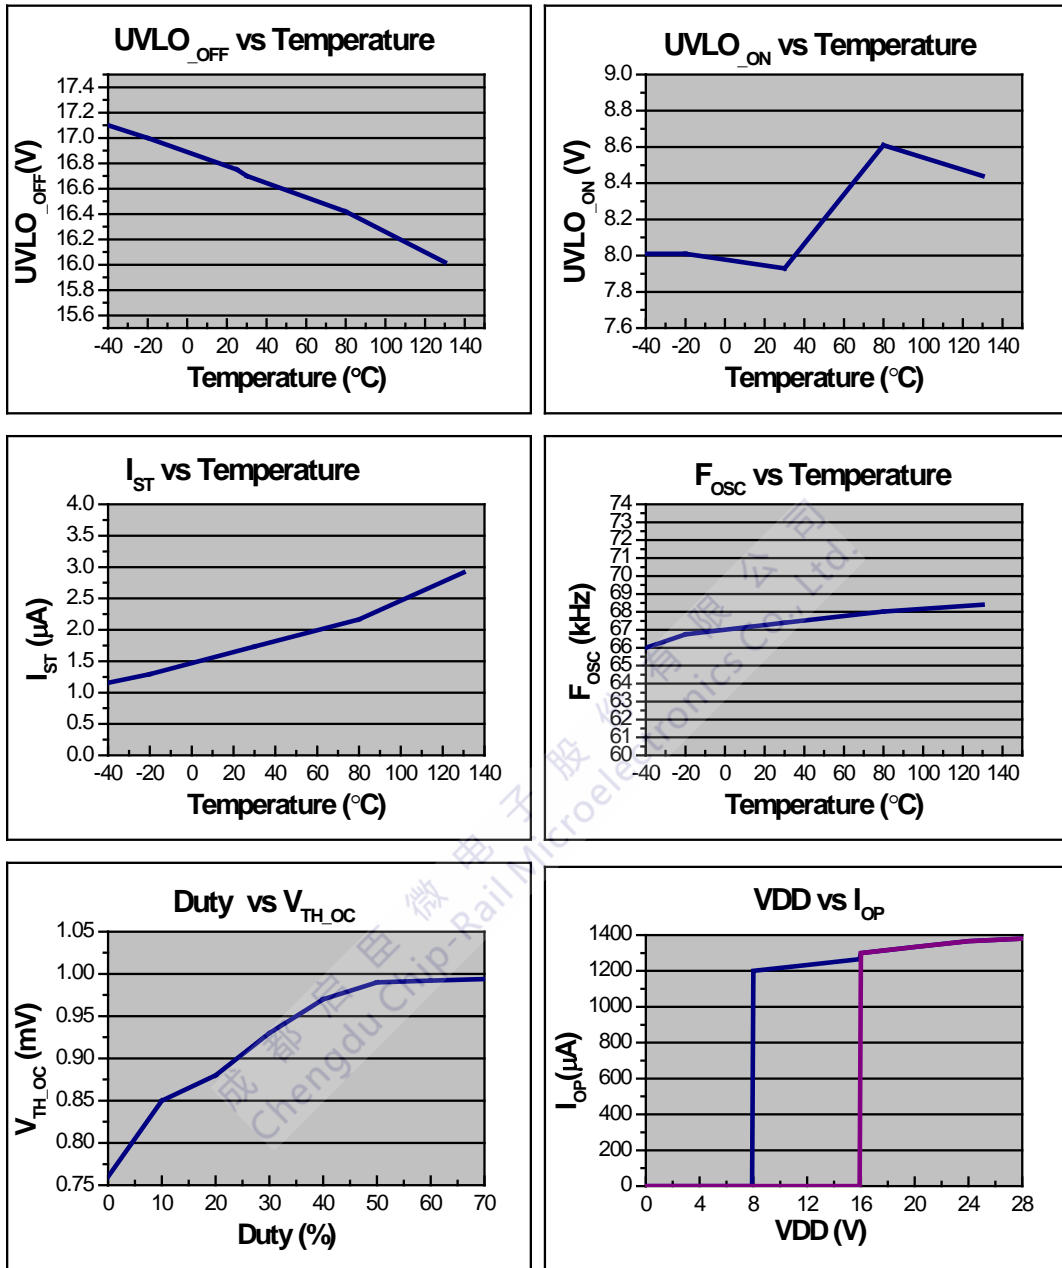 UVLO_OFF vs Temperature
UVLO_OFF (V)
17.4
17.2
17.0
16.8
16.6
16.4
16.2
16.0
15.8
15.6
-40 -20 0 20 40 60 80 100 120 140
Temperature (°C)
UVLO_ON vs Temperature
UVLO_ON (V)
9.0
8.8
8.6
8.4
8.2
8.0
7.8
7.6
-40 -20 0 20 40 60 80 100 120 140
Temperature (°C)
I_ST vs Temperature
I_ST (µA)
4.0
3.5
3.0
2.5
2.0
1.5
1.0
0.5
0.0
-40 -20 0 20 40 60 80 100 120 140
Temperature (°C)
F_OSC vs Temperature
F_OSC (kHz)
74
73
72
71
70
69
68
67
66
65
64
63
62
61
60
-40 -20 0 20 40 60 80 100 120 140
Temperature (°C)
Duty vs V_TH_OC
V_TH_OC (mV)
1.05
1.00
0.95
0.90
0.85
0.80
0.75
0 10 20 30 40 50 60 70
Duty (%)
VDD vs I_OP
I_OP(µA)
1400
1200
1000
800
600
400
200
0
0 4 8 12 16 20 24 28
VDD (V)
成都启臣微电子股份有限公司
Chengdu Chip-Rail Microelectronics Co., Ltd.